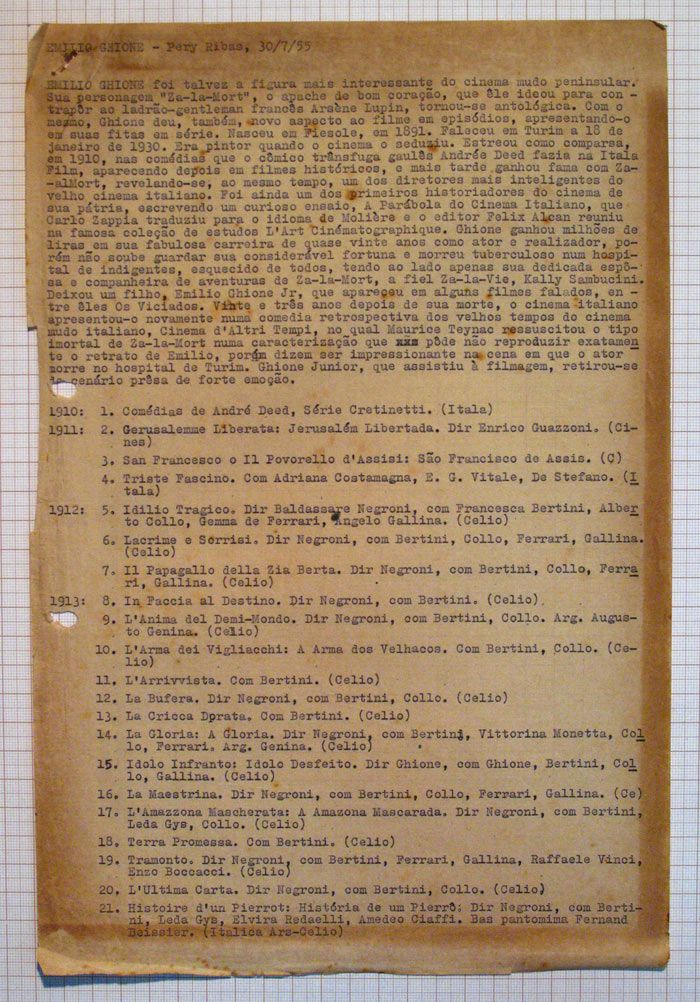 EMILIO GHIONE - Pery Ribas, 30/7/55
EMILIO GHIONE foi talvez a figura mais interessante do cinema mudo peninsular.
Sua personagem "Za-la-Mort", o apache de bom coração, que êle ideou para con -
trapôr ao ladrão-gentleman francês Arsène Lupin, tornou-se antológica. Com o
mesmo, Ghione deu, também, novo aspecto ao filme em episódios, apresentando-o
em suas fitas em série. Nasceu em Fiesole, em 1891. Faleceu em Turim a 18 de
janeiro de 1930. Era pintor quando o cinema o seduziu. Estreou como comparsa,
em 1910, nas comédias que o cômico trânsfuga gaulês Andrée Deed fazia na Itala
Film, aparecendo depois em filmes históricos, e mais tarde ganhou fama com Za-
-alMort, revelando-se, ao mesmo tempo, um dos diretores mais inteligentes do
velho cinema italiano. Foi ainda um dos primeiros historiadores do cinema de
sua pátria, escrevendo um curioso ensaio, A Parábola do Cinema Italiano, que
Carlo Zappia traduziu para o idioma de Molière e o editor Felix Alcan reuniu
na famosa coleção de estudos L'Art Cinématographique. Ghione ganhou milhões de
liras em sua fabulosa carreira de quase vinte anos como ator e realizador, po-
rém não soube guardar sua considerável fortuna e morreu tuberculoso num hospi-
tal de indigentes, esquecido de todos, tendo ao lado apenas sua dedicada espô-
sa e companheira de aventuras de Za-la-Mort, a fiel Za-la-Vie, Kally Sambucini.
Deixou um filho, Emilio Ghione Jr, que apareceu em alguns filmes falados, en -
tre êles Os Viciados. Vinte e três anos depois de sua morte, o cinema italiano
apresentou-o novamente numa comedia retrospectiva dos velhos tempos do cinema
mudo italiano, Cinema d'Altri Tempi, no qual Maurice Teynac ressuscitou o tipo
imortal de Za-la-Mort numa caracterização que xxx pôde não reproduzir exatamen
te o retrato de Emilio, porém dizem ser impressionante na cena em que o ator
morre no hospital de Turim. Ghione Junior, que assistiu à filmagem, retirou-se
do cenário prêsa de forte emoção.
1910: 1. Comédias de André Deed, Série Cretinetti. (Itala)
1911: 2. Gerusalemme Liberata: Jerusalém Libertada. Dir Enrico Guazzoni. (Ci-
nes)
3. San Francesco o Il Povorello d'Assisi: São Francisco de Assis. (C)
4. Triste Fascino. Com Adriana Costamagna, E. G. Vitale, De Stefano. (I
tala)
1912: 5. Idilio Tragico. Dir Baldassare Negroni, com Francesca Bertini, Alber
to Collo, Gemma de Ferrari, Angelo Gallina. (Celio)
6. Lacrime e Sorrisi. Dir Negroni, com Bertini, Collo, Ferrari, Gallina.
(Celio)
7. Il Papagallo della Zia Berta. Dir Negroni, com Bertini, Collo, Ferra
ri, Gallina. (Celio)
1913: 8. In Faccia al Destino. Dir Negroni, com Bertini. (Celio)
9. L'Anima del Demi-Mondo. Dir Negroni, com Bertini, Collo. Arg. Augus-
to Genina. (Celio)
10. L'Arma dei Vigliacchi: A Arma dos Velhacos. Com Bertini, Collo. (Ce-
lio)
11. L'Arrivvista. Com Bertini. (Celio)
12. La Bufera. Dir Negroni, com Bertini, Collo. (Celio)
13. La Cricca Dorata. Com Bertini. (Celio)
14. La Gloria: A Gloria. Dir Negroni, com Bertini, Vittorina Monetta, Col
lo, Ferrari. Arg. Genina. (Celio)
15. Idolo Infranto: Idolo Desfeito. Dir Ghione, com Ghione, Bertini, Col
lo, Gallina. (Celio)
16. La Maestrina. Dir Negroni, com Bertini, Collo, Ferrari, Gallina. (Ce)
17. L'Amazzona Mascherata: A Amazona Mascarada. Dir Negroni, com Bertini,
Leda Gys, Collo. (Celio)
18. Terra Promessa. Com Bertini. (Celio)
19. Tramonto. Dir Negroni, com Bertini, Ferrari, Gallina, Raffaele Vinci,
Enzo Boccacci. (Celio)
20. L'Ultima Carta. Dir Negroni, com Bertini, Collo. (Celio)
21. Histoire d'un Pierrot: História de um Pierrô: Dir Negroni, com Berti-
ni, Leda Gys, Elvira Redaelli, Amedeo Ciaffi. Bas pantomima Fernand
Beissier. (Italica Ars-Celio)